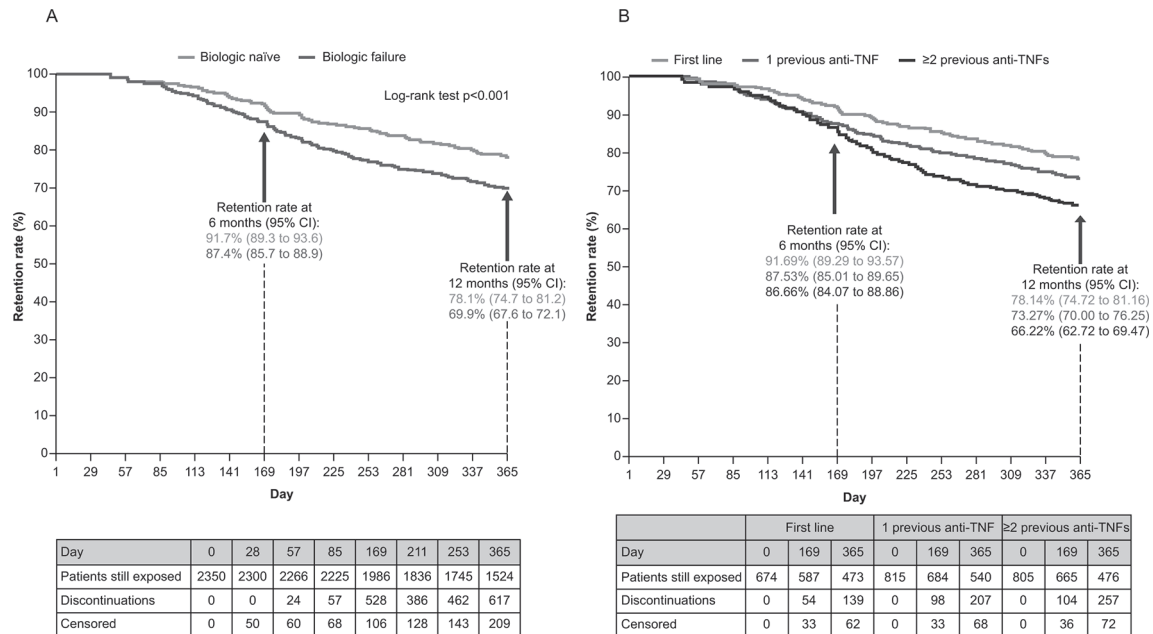 A
Biologic naïve
Biologic failure
Retention rate (%)
100
90
80
70
60
50
40
30
20
10
0
Log-rank test p<0.001
Retention rate at
6 months (95% CI):
91.7% (89.3 to 93.6)
87.4% (85.7 to 88.9)
Retention rate at
12 months (95% CI):
78.1% (74.7 to 81.2)
69.9% (67.6 to 72.1)
1 29 57 85 113 141 169 197 225 253 281 309 337 365
Day
Day 0 28 57 85 169 211 253 365
Patients still exposed 2350 2300 2266 2225 1986 1836 1745 1524
Discontinuations 0 0 24 57 528 386 462 617
Censored 0 50 60 68 106 128 143 209
B
First line
1 previous anti-TNF
≥2 previous anti-TNFs
Retention rate (%)
100
90
80
70
60
50
40
30
20
10
0
Retention rate at
6 months (95% CI):
91.69% (89.29 to 93.57)
87.53% (85.01 to 89.65)
86.66% (84.07 to 88.86)
Retention rate at
12 months (95% CI):
78.14% (74.72 to 81.16)
73.27% (70.00 to 76.25)
66.22% (62.72 to 69.47)
1 29 57 85 113 141 169 197 225 253 281 309 337 365
Day
First line 1 previous anti-TNF ≥2 previous anti-TNFs
Day 0 169 365 0 169 365 0 169 365
Patients still exposed 674 587 473 815 684 540 805 665 476
Discontinuations 0 54 139 0 98 207 0 104 257
Censored 0 33 62 0 33 68 0 36 72